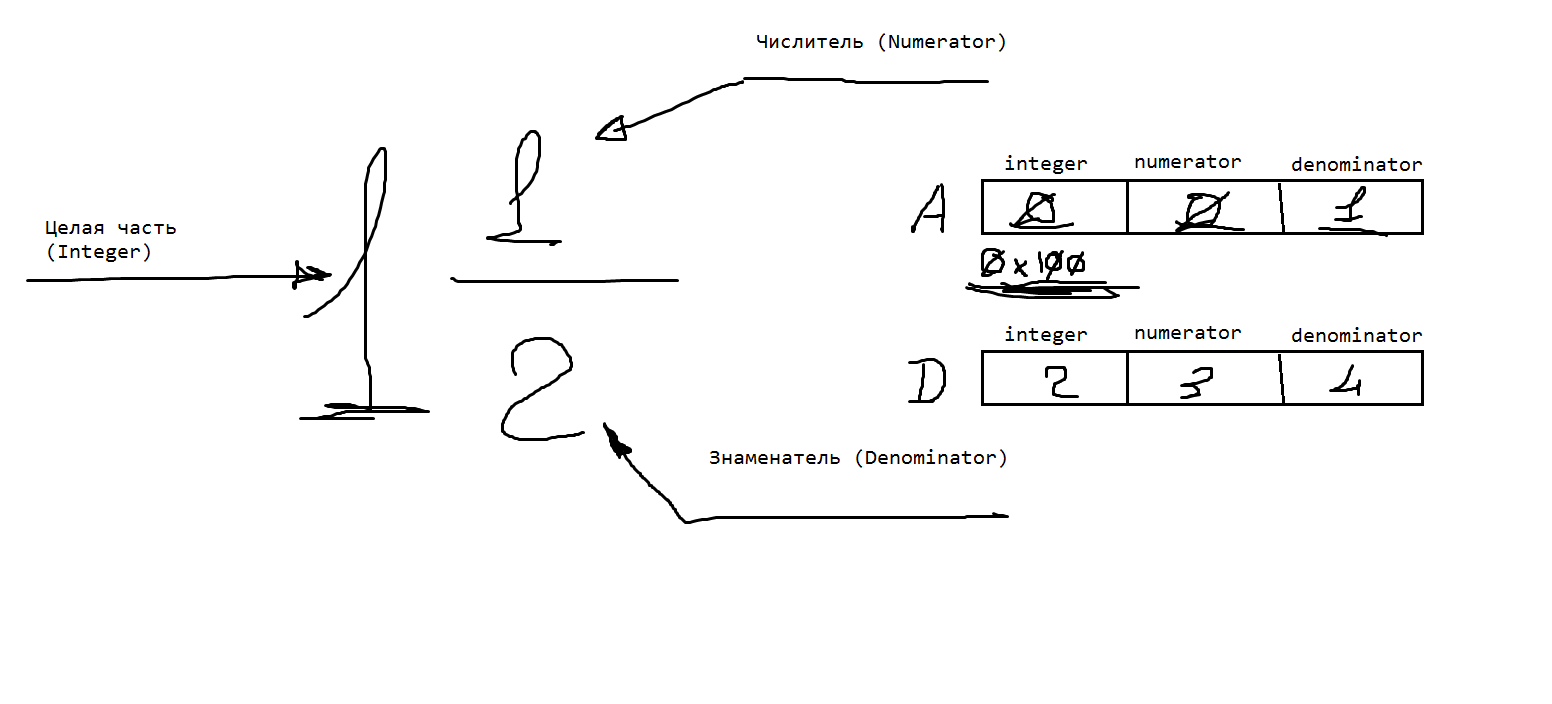 Числитель (Numerator)
1
integer numerator denominator
A 0 0 1
Целая часть
(Integer)
1
0x100
integer numerator denominator
2
D 2 3 4
Знаменатель (Denominator)